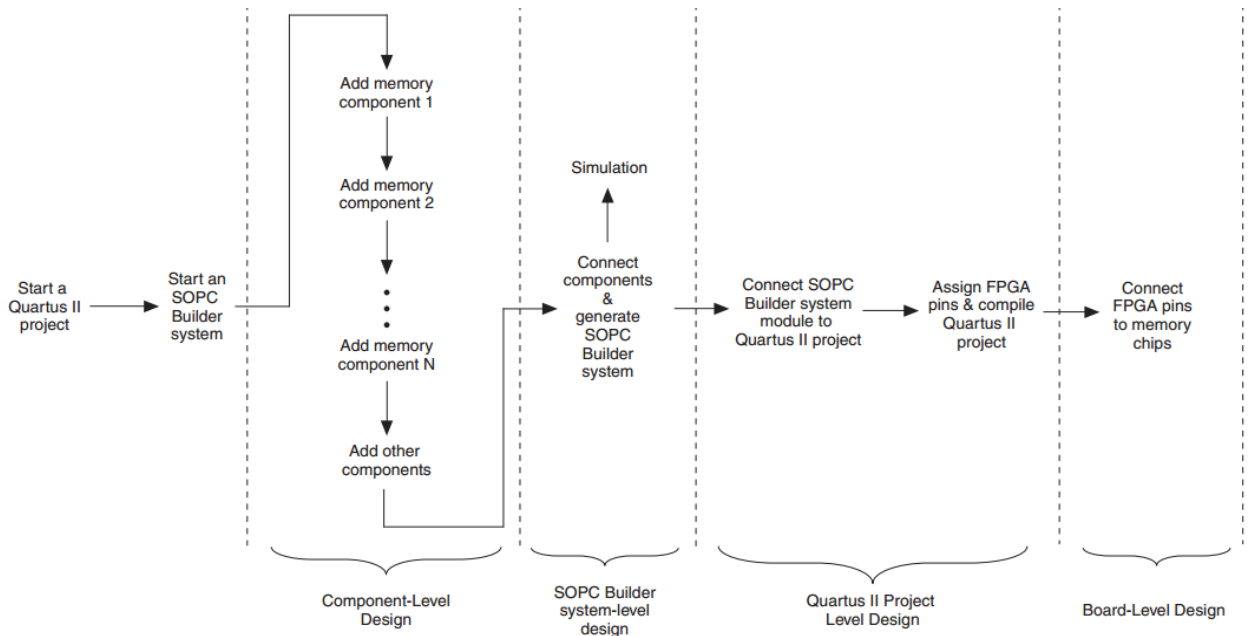 Start a
Quartus II
project
Start an
SOPC
Builder
system
Add memory
component 1
Add memory
component 2
Add memory
component N
Add other
components
Simulation
Connect
components
&
generate
SOPC
Builder
system
Connect SOPC
Builder system
module to
Quartus II project
Assign FPGA
pins & compile
Quartus II
project
Connect
FPGA pins
to memory
chips
Component-Level
Design
SOPC Builder
system-level
design
Quartus II Project
Level Design
Board-Level Design